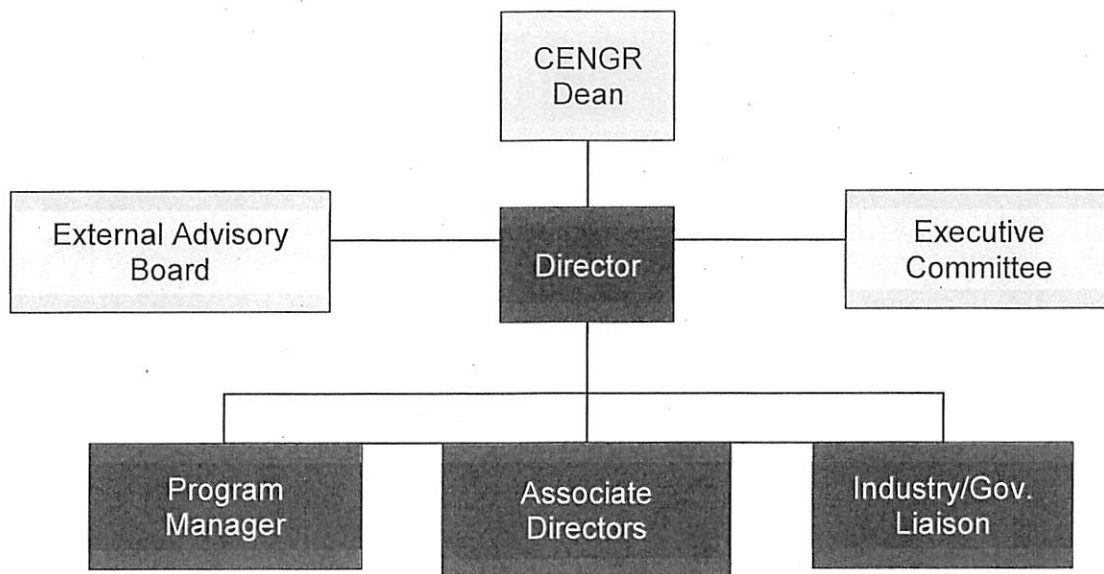 CENGR
Dean
External Advisory
Board
Director
Executive
Committee
Program
Manager
Associate
Directors
Industry/Gov.
Liaison